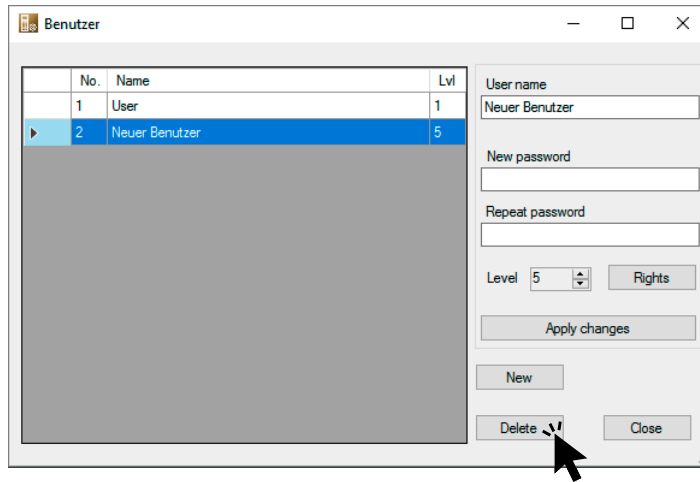 Benutzer
No. Name Lvl
1 User 1
2 Neuer Benutzer 5
User name
Neuer Benutzer
New password
Repeat password
Level 5 Rights
Apply changes
New
Delete Close